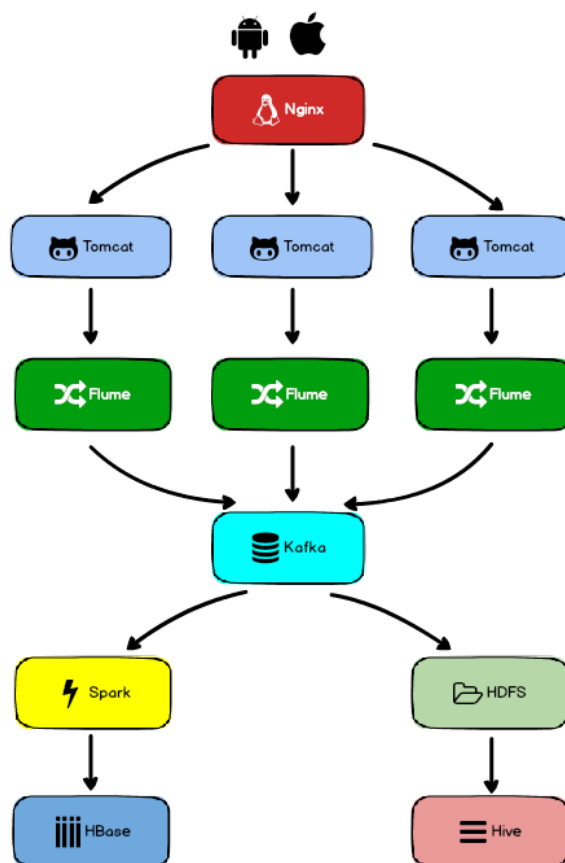 Nginx
Tomcat
Tomcat
Tomcat
Flume
Flume
Flume
Kafka
Spark
HDFS
HBase
Hive